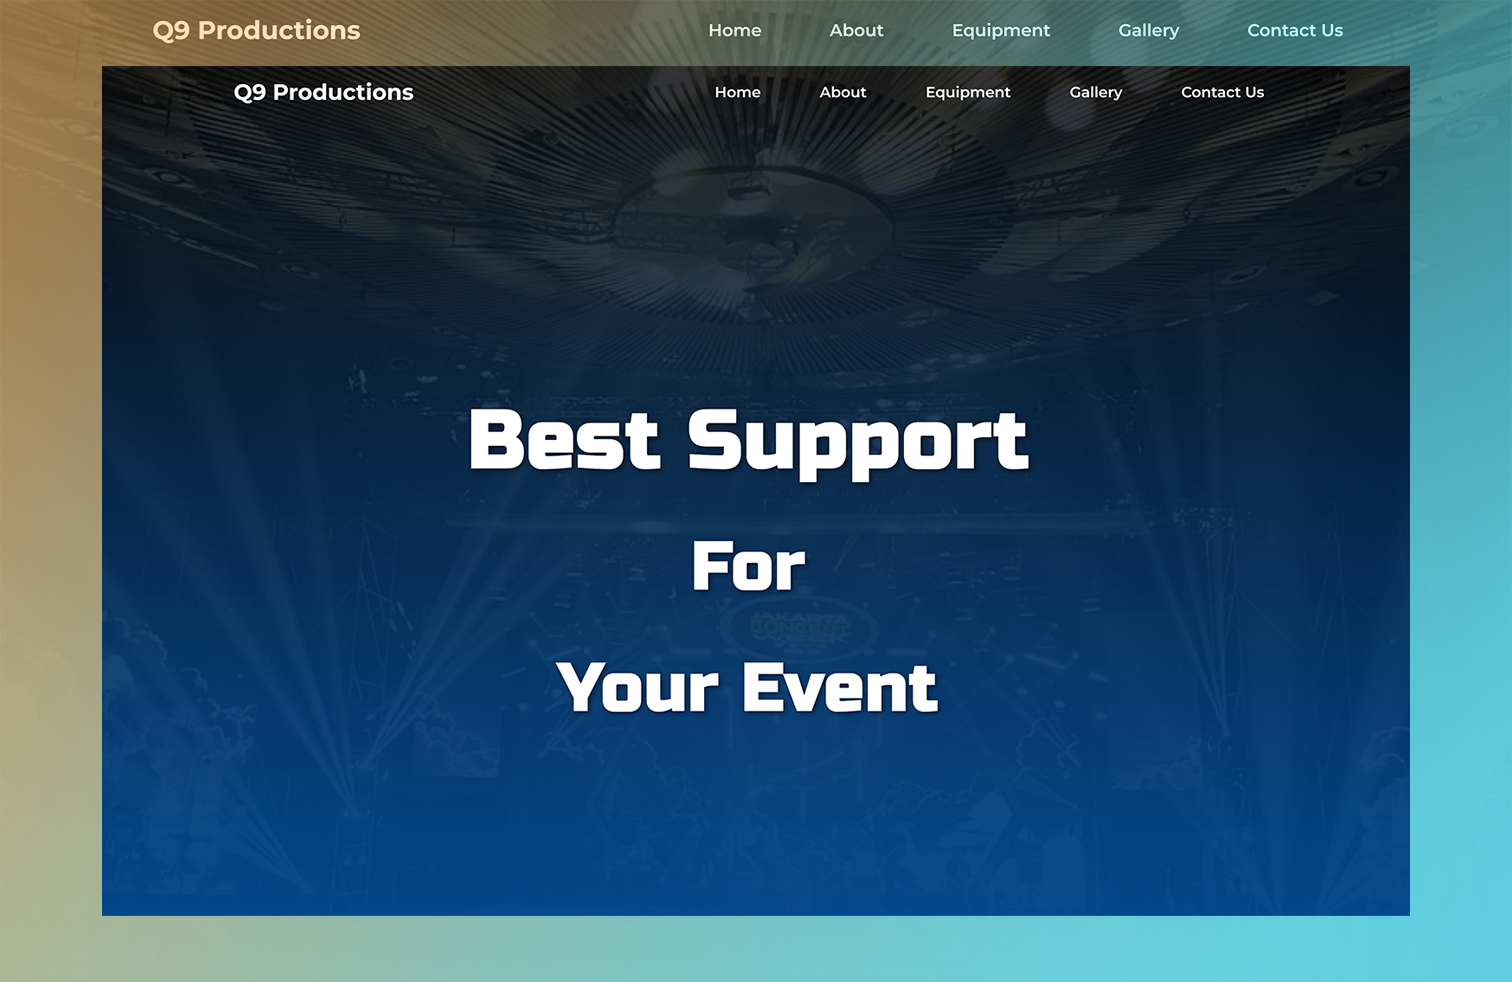 Q9 Productions Home About Equipment Gallery Contact Us
Q9 Productions Home About Equipment Gallery Contact Us
Best Support
For
Your Event